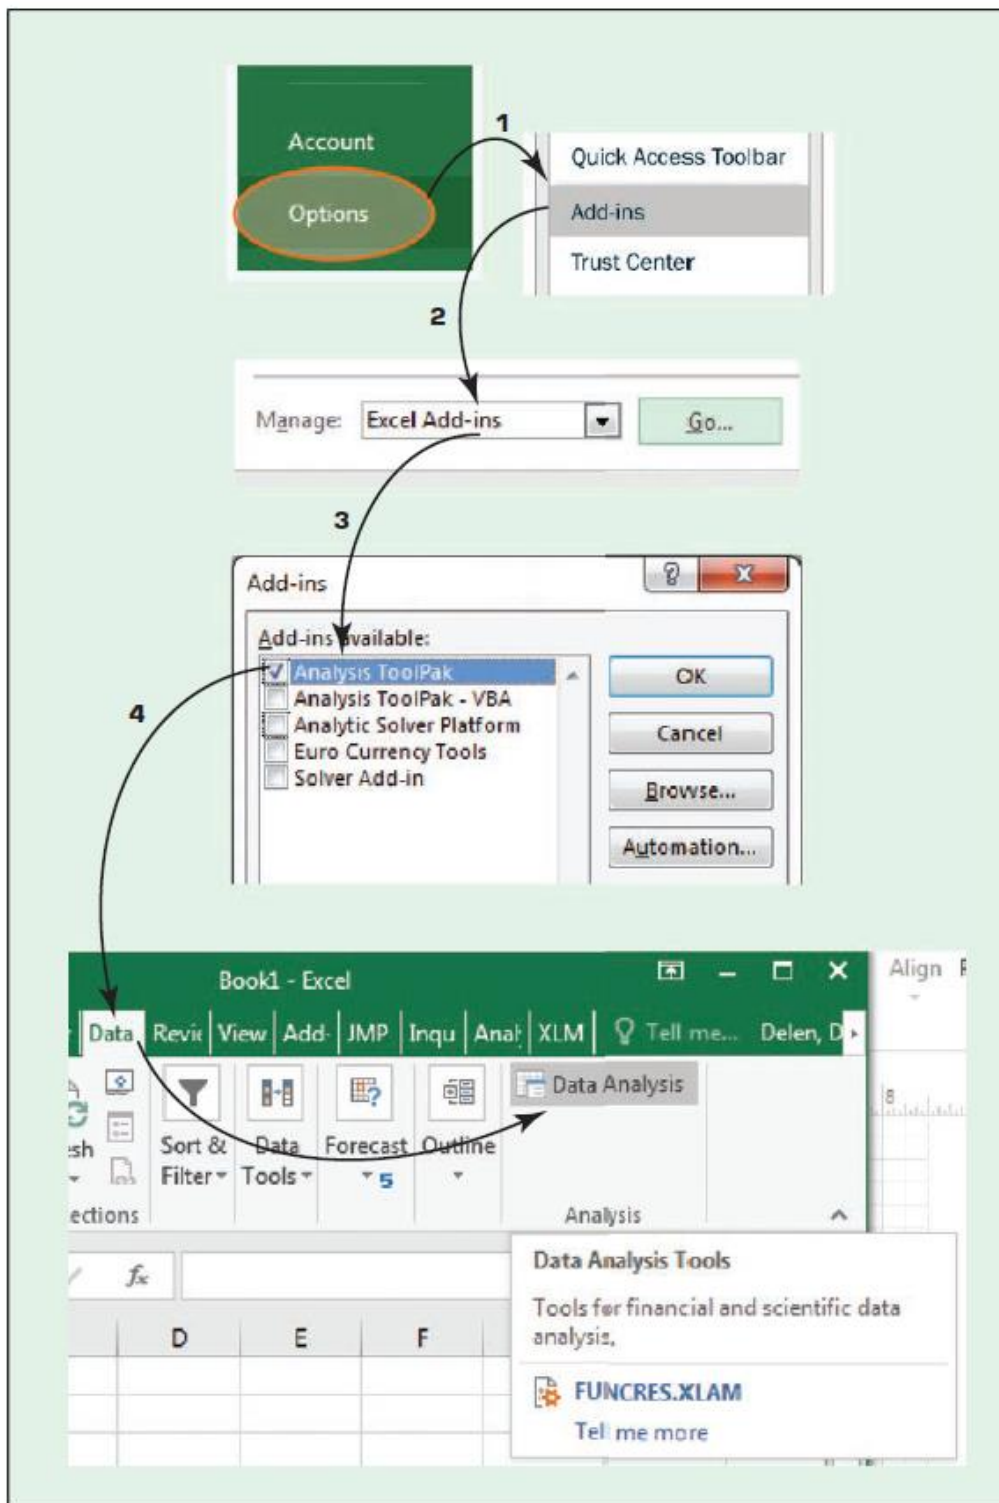 Account
Options
1
Quick Access Toolbar
Add-ins
Trust Center
2
Manage: Excel Add-ins Go...
3
Add-ins
Add-ins available:
Analysis ToolPak
Analysis ToolPak - VBA
Analytic Solver Platform
Euro Currency Tools
Solver Add-in
OK
Cancel
Browse...
Automation...
4
Book1 - Excel
Align
Data Revie View Add- JMP Inqu Anal XLM Tell me... Delen, D
8
esh
Sort & Filter
Data Tools
Forecast
5
Outline
Data Analysis
ections
Analysis
fx
D E F
Data Analysis Tools
Tools for financial and scientific data
analysis.
FUNCRES.XLAM
Tell me more